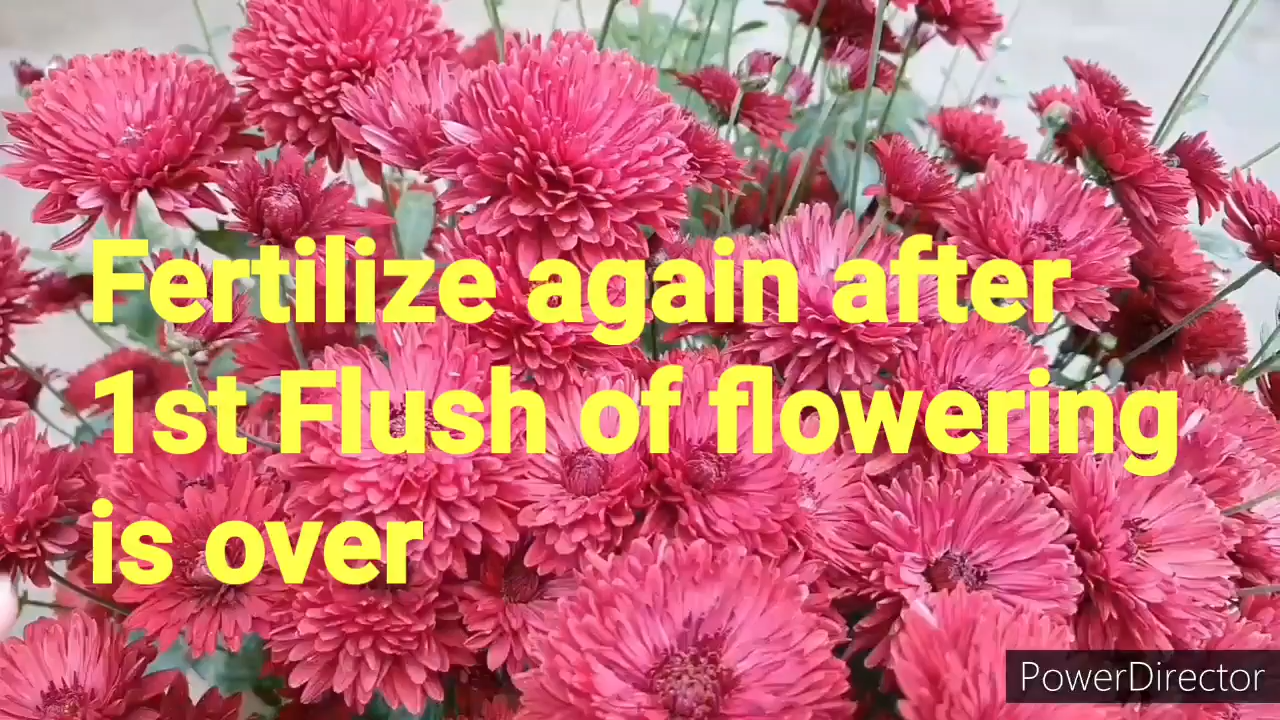 Fertilize again after
1st Flush of flowering
is over
PowerDirector